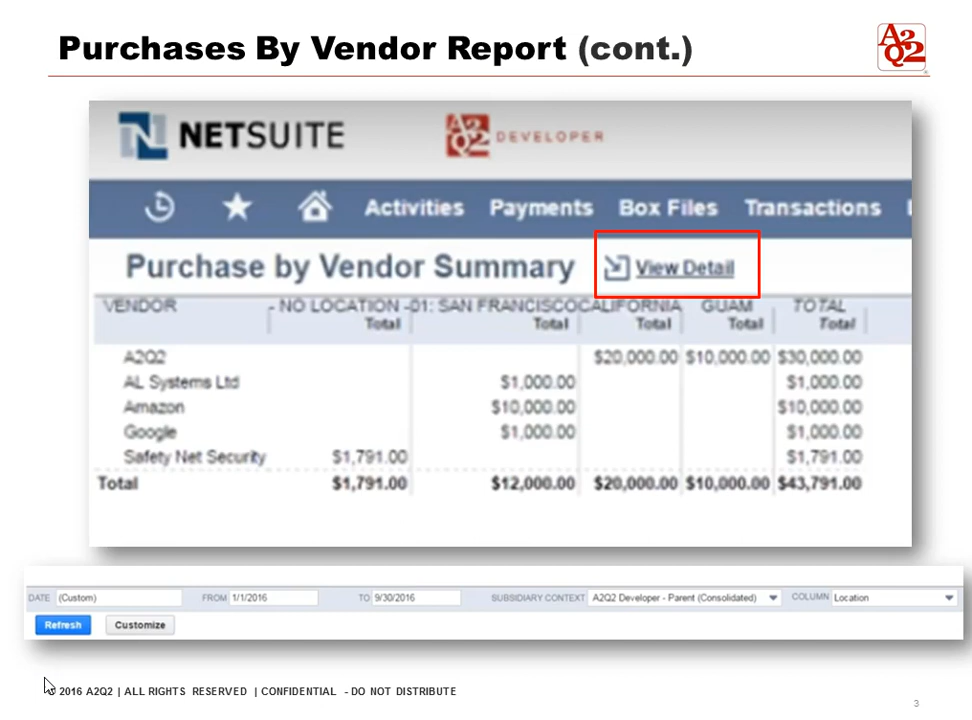 Purchases By Vendor Report (cont.)
A2Q2
NETSUITE A2Q2 DEVELOPER
Activities Payments Box Files Transactions
Purchase by Vendor Summary View Detail
VENDOR - NO LOCATION -01: SAN FRANCISCOCALIFORNIA GUAM TOTAL
Total Total Total Total Total
A2Q2 $20,000.00 $10,000.00 $30,000.00
AL Systems Ltd $1,000.00 $1,000.00
Amazon $10,000.00 $10,000.00
Google $1,000.00 $1,000.00
Safety Net Security $1,791.00 $1,791.00
Total $1,791.00 $12,000.00 $20,000.00 $10,000.00 $43,791.00
DATE (Custom) FROM 1/1/2016 TO 9/30/2016 SUBSIDIARY CONTEXT A2Q2 Developer - Parent (Consolidated) COLUMN Location
Refresh Customize
© 2016 A2Q2 | ALL RIGHTS RESERVED | CONFIDENTIAL - DO NOT DISTRIBUTE
3